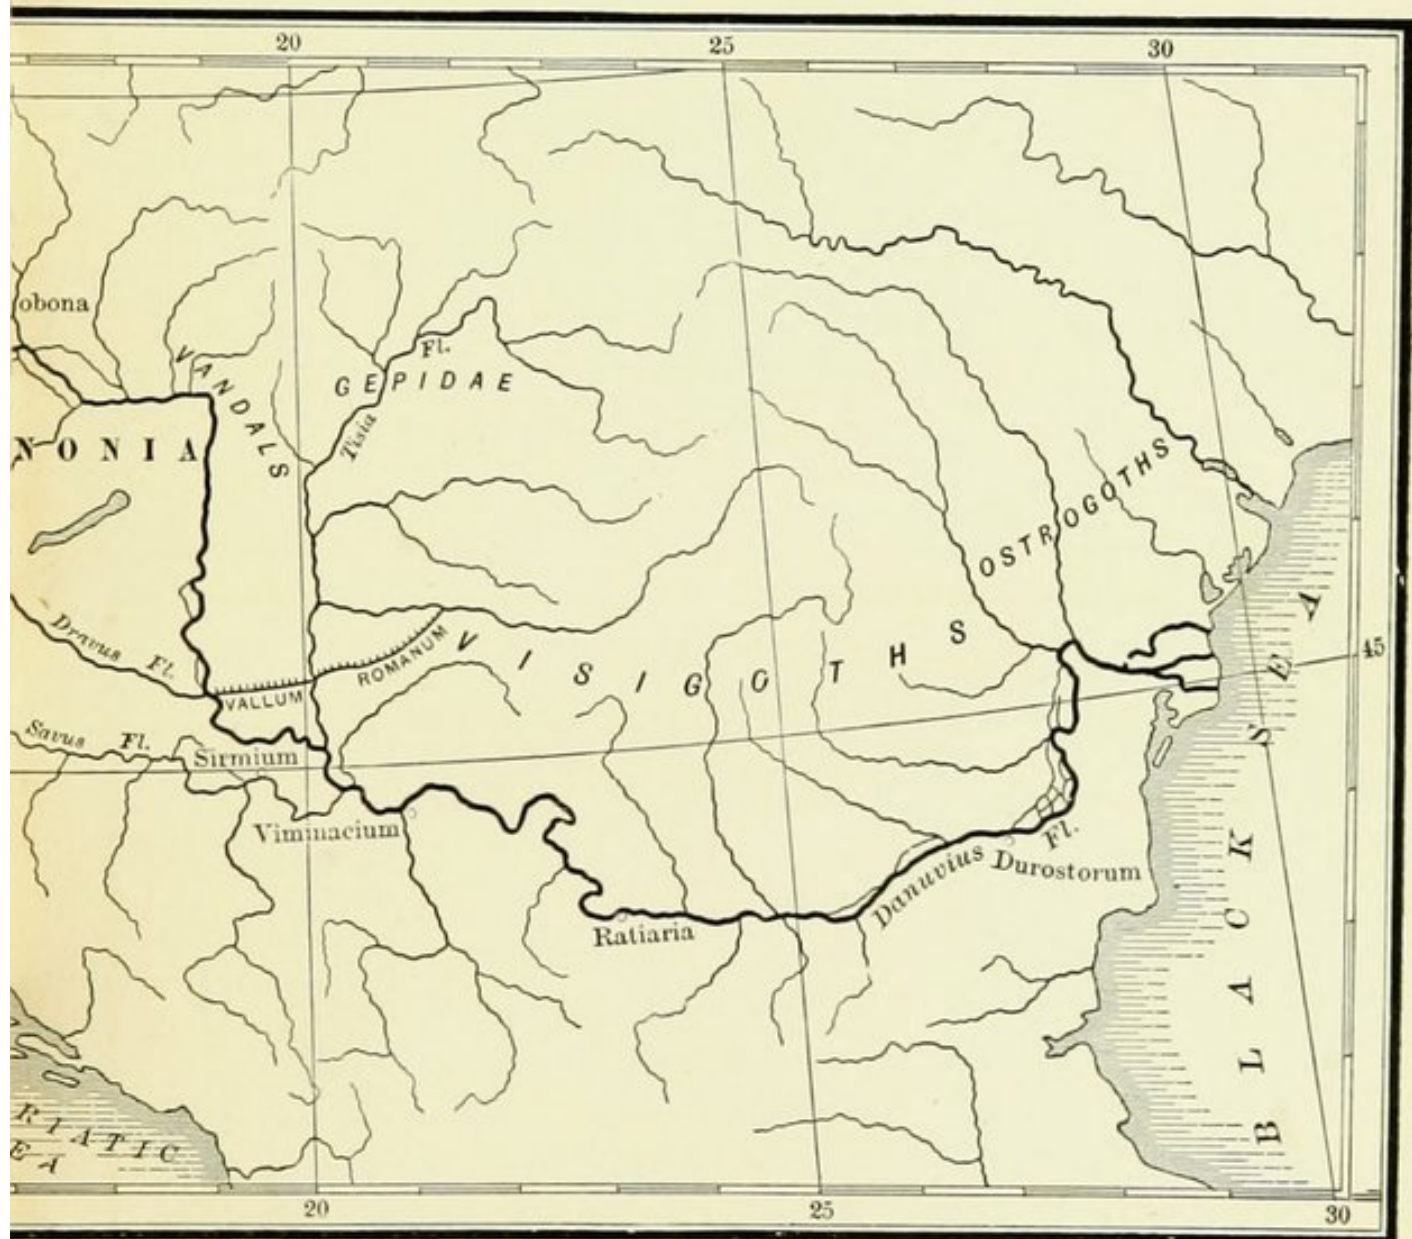 20 25 30
obona
Fl.
VANDALS
GEPIDAE
Tisia
NONIA
OSTROGOTHS
Dravus Fl.
VALLUM ROMANUM
VISIGOTHS
45
Savus Fl.
Sirmium
Viminacium
Danuvius Fl.
Durostorum
Ratiaria
BLACK SEA
RIATIC
EA
20 25 30